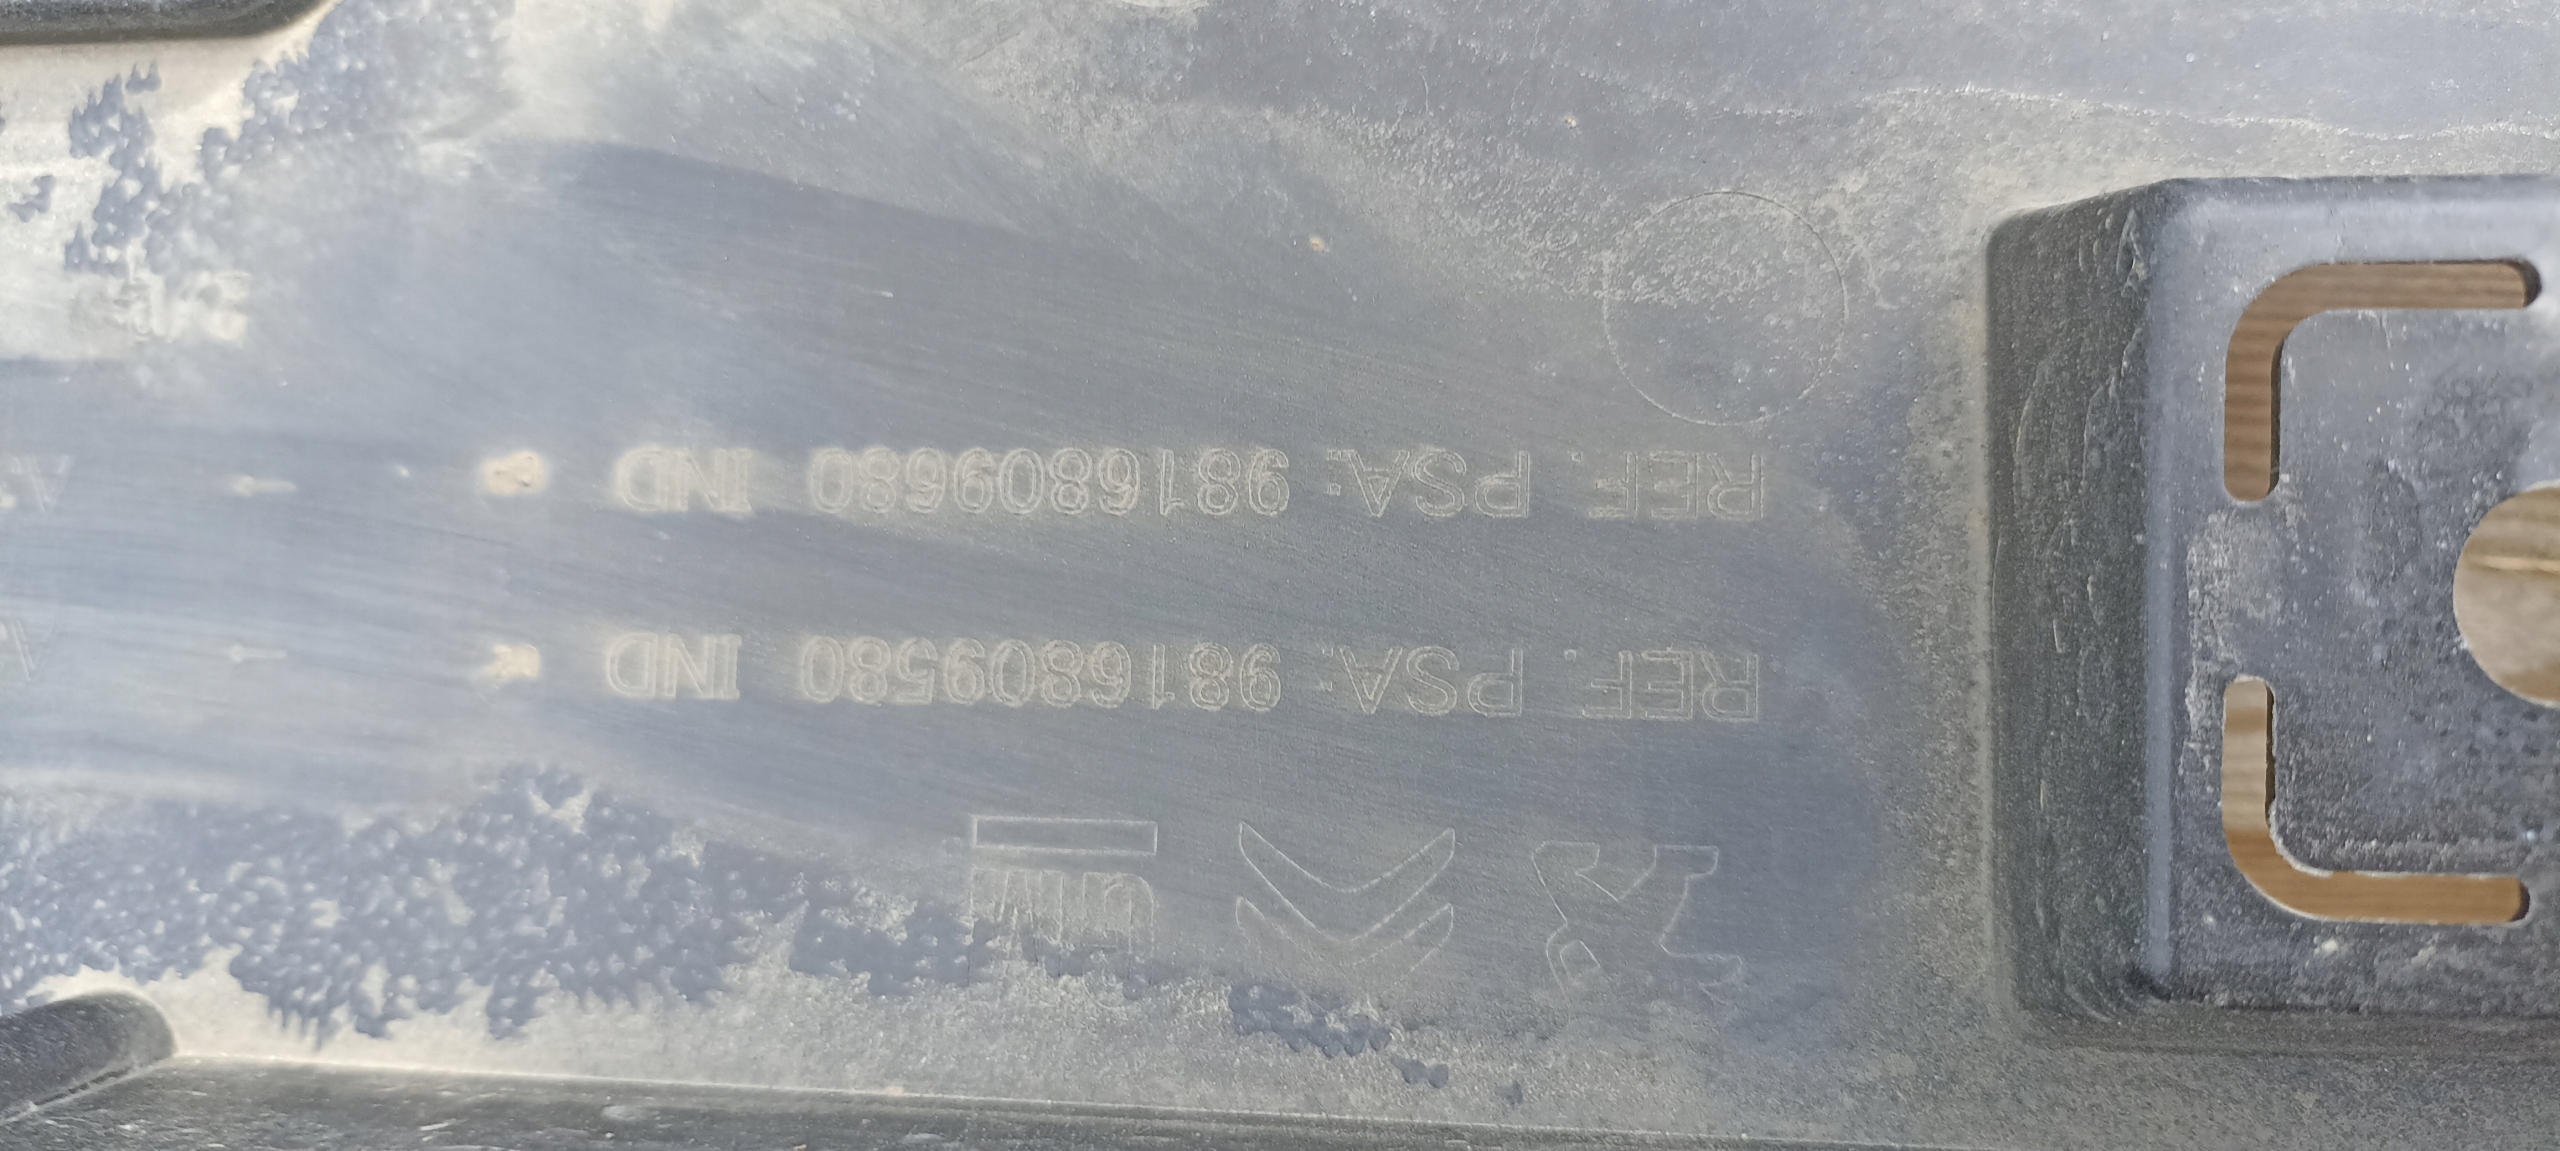 REF. PSA: 9816809580 IND
REF. PSA: 9816809680 IND